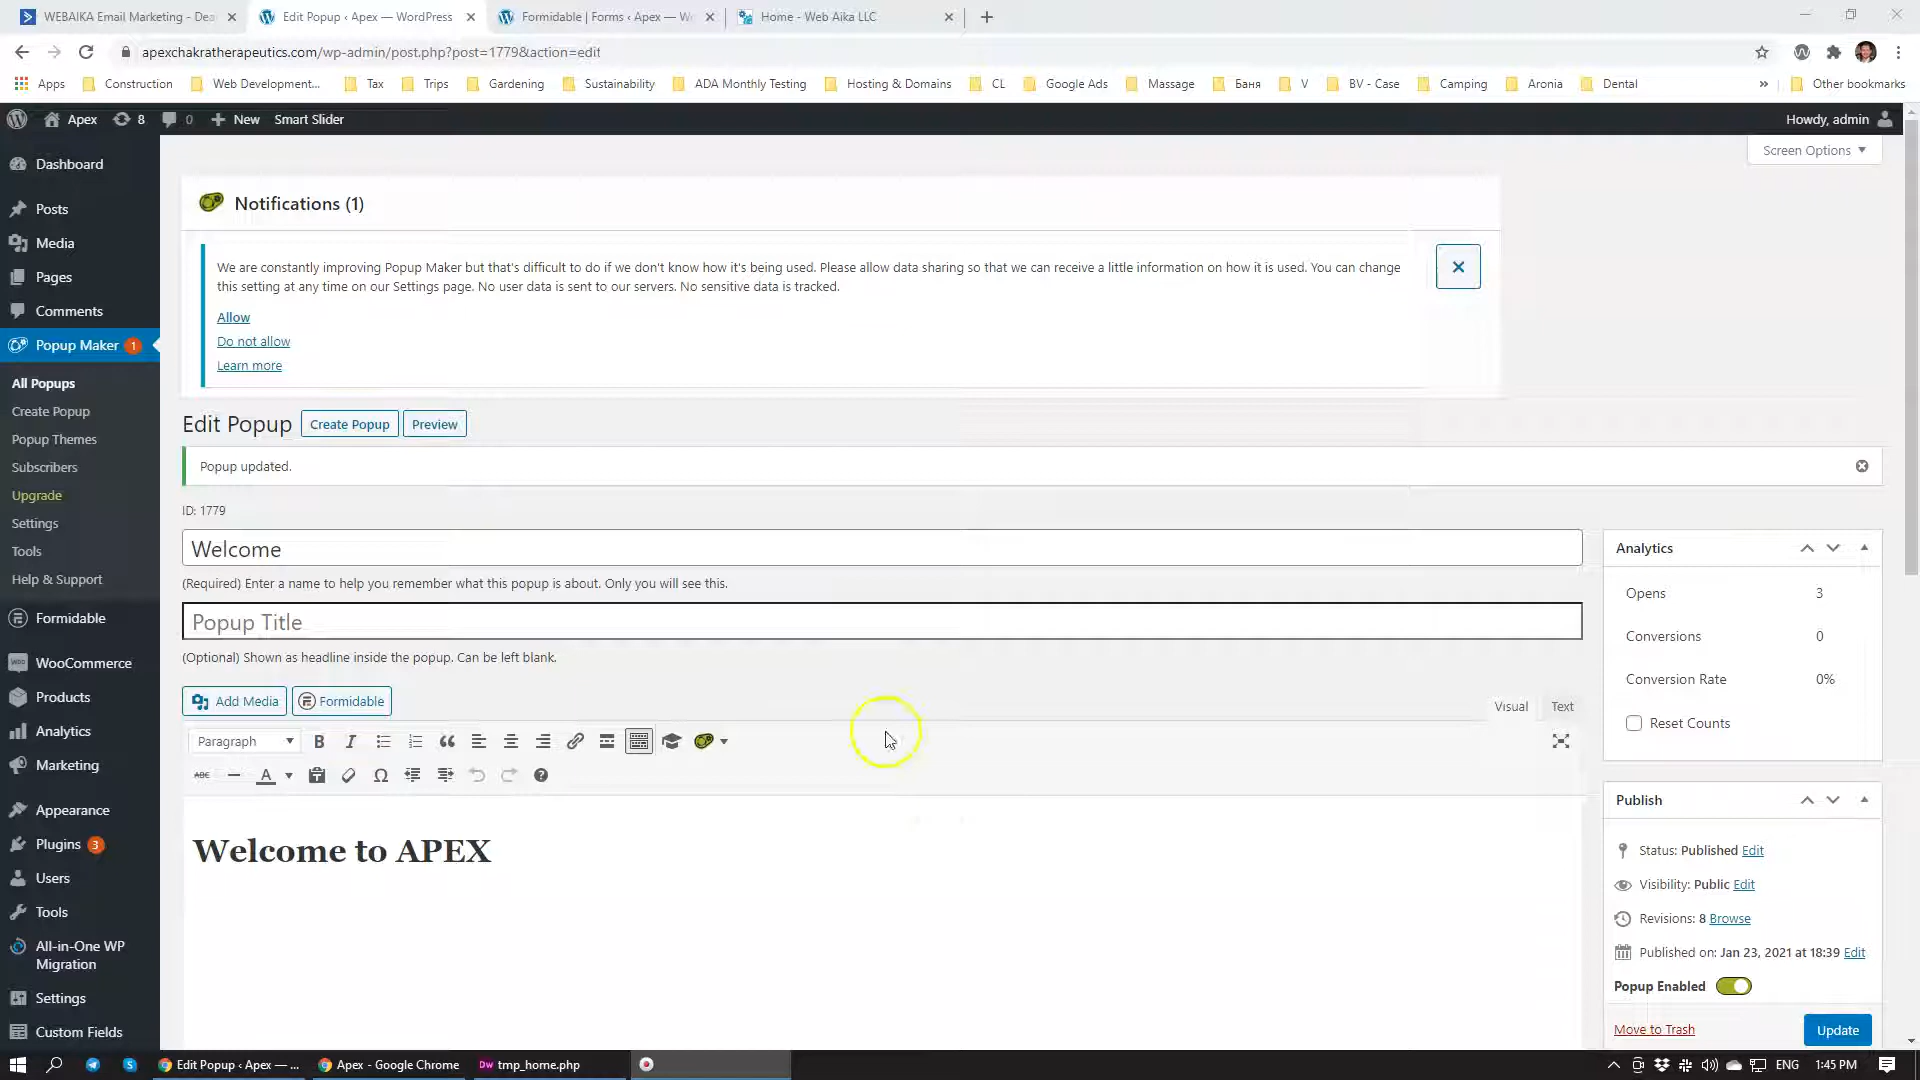 WEBAIKA Email Marketing - Dea
Edit Popup ‹ Apex — WordPress
Formidable | Forms ‹ Apex — W
Home - Web Aika LLC
apexchakratherapeutics.com/wp-admin/post.php?post=1779&action=edit
Apps
Construction
Web Development...
Tax
Trips
Gardening
Sustainability
ADA Monthly Testing
Hosting & Domains
CL
Google Ads
Massage
Баня
V
BV - Case
Camping
Aronia
Dental
»
Other bookmarks
Apex
8
0
New
Smart Slider
Howdy, admin
Dashboard
Posts
Media
Pages
Comments
Popup Maker 1
All Popups
Create Popup
Popup Themes
Subscribers
Upgrade
Settings
Tools
Help & Support
Formidable
WooCommerce
Products
Analytics
Marketing
Appearance
Plugins 3
Users
Tools
All-in-One WP
Migration
Settings
Custom Fields
Screen Options
Notifications (1)
We are constantly improving Popup Maker but that's difficult to do if we don't know how it's being used. Please allow data sharing so that we can receive a little information on how it is used. You can change
this setting at any time on our Settings page. No user data is sent to our servers. No sensitive data is tracked.
Allow
Do not allow
Learn more
Edit Popup
Create Popup
Preview
Popup updated.
ID: 1779
Welcome
(Required) Enter a name to help you remember what this popup is about. Only you will see this.
Popup Title
(Optional) Shown as headline inside the popup. Can be left blank.
Add Media
Formidable
Visual
Text
Paragraph
B
I
ABC
A
Ω
Welcome to APEX
Analytics
Opens 3
Conversions 0
Conversion Rate 0%
Reset Counts
Publish
Status: Published Edit
Visibility: Public Edit
Revisions: 8 Browse
Published on: Jan 23, 2021 at 18:39 Edit
Popup Enabled
Move to Trash
Update
Edit Popup ‹ Apex — ...
Apex - Google Chrome
Dw
tmp_home.php
ENG
1:45 PM